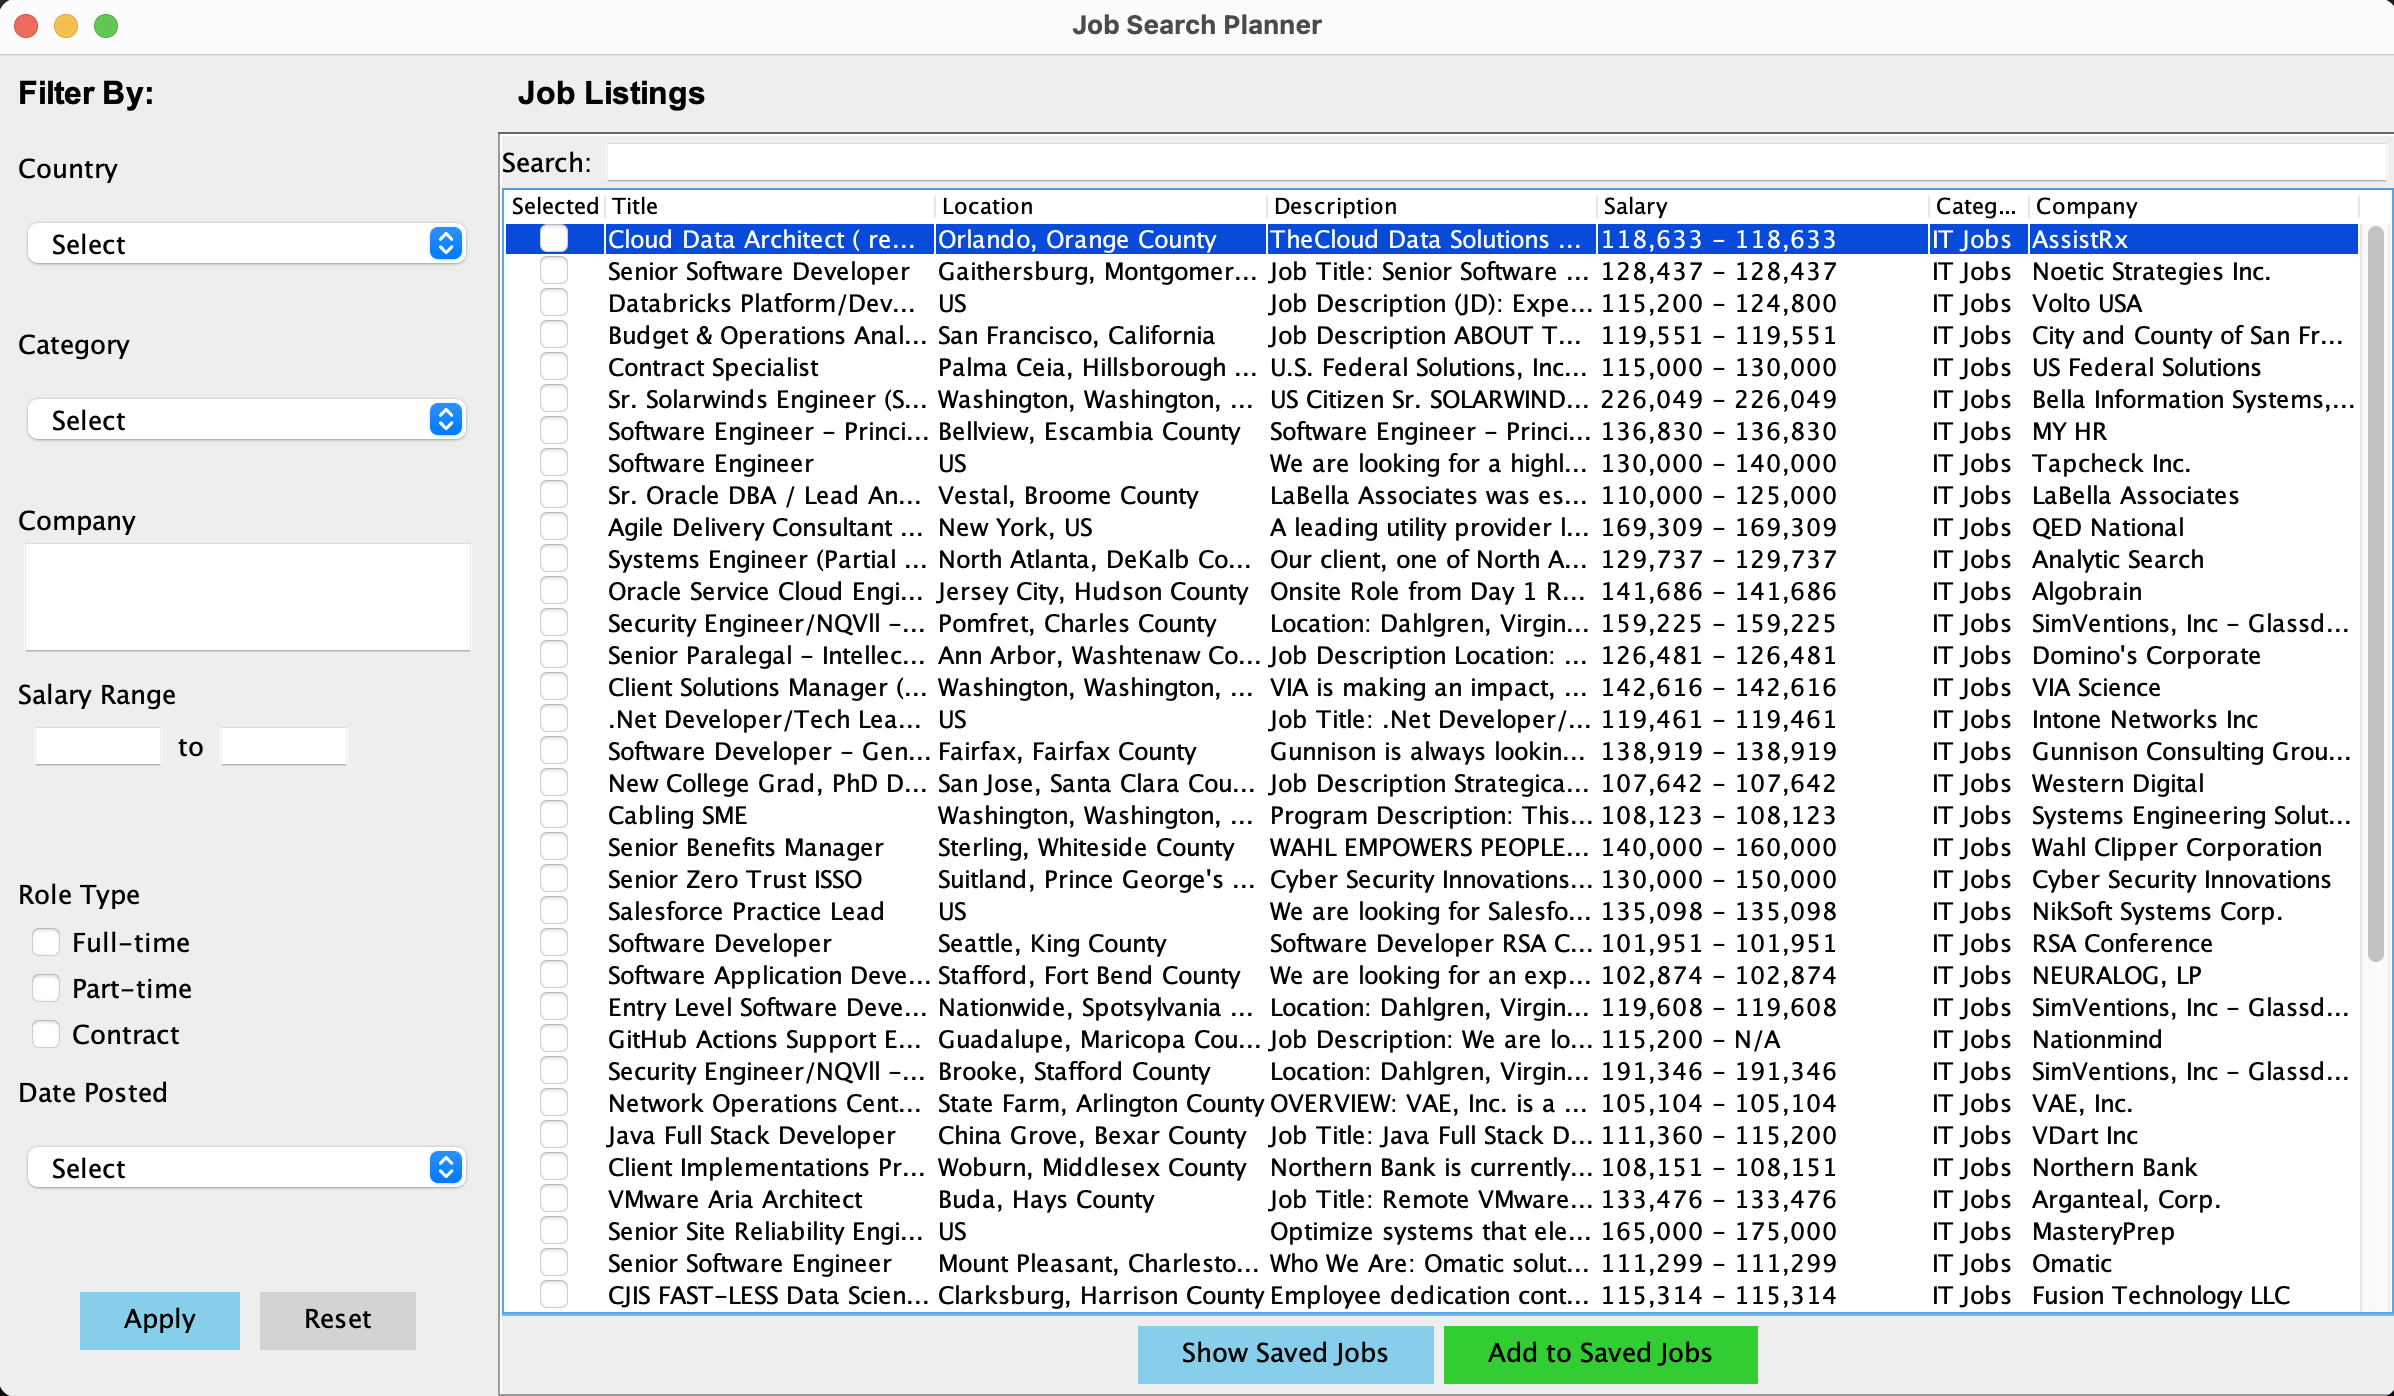 Job Search Planner
Filter By:
Country
Select
Category
Select
Company
Salary Range
to
Role Type
Full-time
Part-time
Contract
Date Posted
Select
Apply Reset
Job Listings
Search:
Selected Title Location Description Salary Categ... Company
Cloud Data Architect ( re... Orlando, Orange County TheCloud Data Solutions ... 118,633 - 118,633 IT Jobs AssistRx
Senior Software Developer Gaithersburg, Montgomer... Job Title: Senior Software ... 128,437 - 128,437 IT Jobs Noetic Strategies Inc.
Databricks Platform/Dev... US Job Description (JD): Expe... 115,200 - 124,800 IT Jobs Volto USA
Budget & Operations Anal... San Francisco, California Job Description ABOUT T... 119,551 - 119,551 IT Jobs City and County of San Fr...
Contract Specialist Palma Ceia, Hillsborough ... U.S. Federal Solutions, Inc... 115,000 - 130,000 IT Jobs US Federal Solutions
Sr. Solarwinds Engineer (S... Washington, Washington, ... US Citizen Sr. SOLARWIND... 226,049 - 226,049 IT Jobs Bella Information Systems,...
Software Engineer - Princi... Bellview, Escambia County Software Engineer - Princi... 136,830 - 136,830 IT Jobs MY HR
Software Engineer US We are looking for a highl... 130,000 - 140,000 IT Jobs Tapcheck Inc.
Sr. Oracle DBA / Lead An... Vestal, Broome County LaBella Associates was es... 110,000 - 125,000 IT Jobs LaBella Associates
Agile Delivery Consultant ... New York, US A leading utility provider l... 169,309 - 169,309 IT Jobs QED National
Systems Engineer (Partial ... North Atlanta, DeKalb Co... Our client, one of North A... 129,737 - 129,737 IT Jobs Analytic Search
Oracle Service Cloud Engi... Jersey City, Hudson County Onsite Role from Day 1 R... 141,686 - 141,686 IT Jobs Algobrain
Security Engineer/NQVll -... Pomfret, Charles County Location: Dahlgren, Virgin... 159,225 - 159,225 IT Jobs SimVentions, Inc - Glassd...
Senior Paralegal - Intellec... Ann Arbor, Washtenaw Co... Job Description Location: ... 126,481 - 126,481 IT Jobs Domino's Corporate
Client Solutions Manager (... Washington, Washington, ... VIA is making an impact, ... 142,616 - 142,616 IT Jobs VIA Science
.Net Developer/Tech Lea... US Job Title: .Net Developer/... 119,461 - 119,461 IT Jobs Intone Networks Inc
Software Developer - Gen... Fairfax, Fairfax County Gunnison is always lookin... 138,919 - 138,919 IT Jobs Gunnison Consulting Grou...
New College Grad, PhD D... San Jose, Santa Clara Cou... Job Description Strategica... 107,642 - 107,642 IT Jobs Western Digital
Cabling SME Washington, Washington, ... Program Description: This... 108,123 - 108,123 IT Jobs Systems Engineering Solut...
Senior Benefits Manager Sterling, Whiteside County WAHL EMPOWERS PEOPLE... 140,000 - 160,000 IT Jobs Wahl Clipper Corporation
Senior Zero Trust ISSO Suitland, Prince George's ... Cyber Security Innovations... 130,000 - 150,000 IT Jobs Cyber Security Innovations
Salesforce Practice Lead US We are looking for Salesfo... 135,098 - 135,098 IT Jobs NikSoft Systems Corp.
Software Developer Seattle, King County Software Developer RSA C... 101,951 - 101,951 IT Jobs RSA Conference
Software Application Deve... Stafford, Fort Bend County We are looking for an exp... 102,874 - 102,874 IT Jobs NEURALOG, LP
Entry Level Software Deve... Nationwide, Spotsylvania ... Location: Dahlgren, Virgin... 119,608 - 119,608 IT Jobs SimVentions, Inc - Glassd...
GitHub Actions Support E... Guadalupe, Maricopa Cou... Job Description: We are lo... 115,200 - N/A IT Jobs Nationmind
Security Engineer/NQVll -... Brooke, Stafford County Location: Dahlgren, Virgin... 191,346 - 191,346 IT Jobs SimVentions, Inc - Glassd...
Network Operations Cent... State Farm, Arlington County OVERVIEW: VAE, Inc. is a ... 105,104 - 105,104 IT Jobs VAE, Inc.
Java Full Stack Developer China Grove, Bexar County Job Title: Java Full Stack D... 111,360 - 115,200 IT Jobs VDart Inc
Client Implementations Pr... Woburn, Middlesex County Northern Bank is currently... 108,151 - 108,151 IT Jobs Northern Bank
VMware Aria Architect Buda, Hays County Job Title: Remote VMware... 133,476 - 133,476 IT Jobs Arganteal, Corp.
Senior Site Reliability Engi... US Optimize systems that ele... 165,000 - 175,000 IT Jobs MasteryPrep
Senior Software Engineer Mount Pleasant, Charlesto... Who We Are: Omatic solut... 111,299 - 111,299 IT Jobs Omatic
CJIS FAST-LESS Data Scien... Clarksburg, Harrison County Employee dedication cont... 115,314 - 115,314 IT Jobs Fusion Technology LLC
Show Saved Jobs Add to Saved Jobs